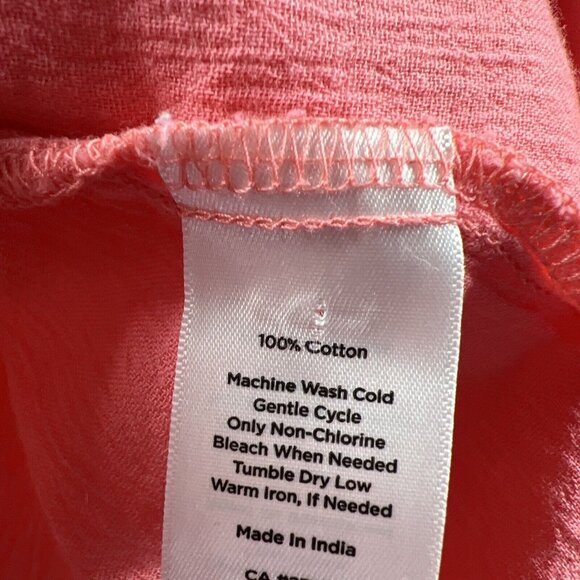 100% Cotton
Machine Wash Cold
Gentle Cycle
Only Non-Chlorine
Bleach When Needed
Tumble Dry Low
Warm Iron, If Needed
Made In India